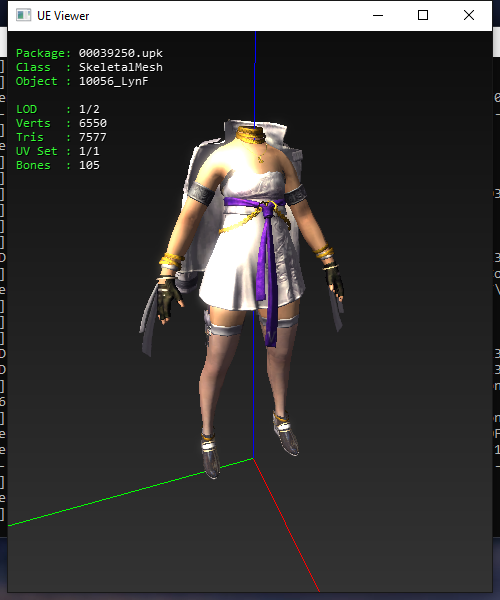 UE Viewer
Package: 00039250.upk
Class : SkeletalMesh
Object : 10056_LynF
LOD : 1/2
Verts : 6550
Tris : 7577
UV Set : 1/1
Bones : 105